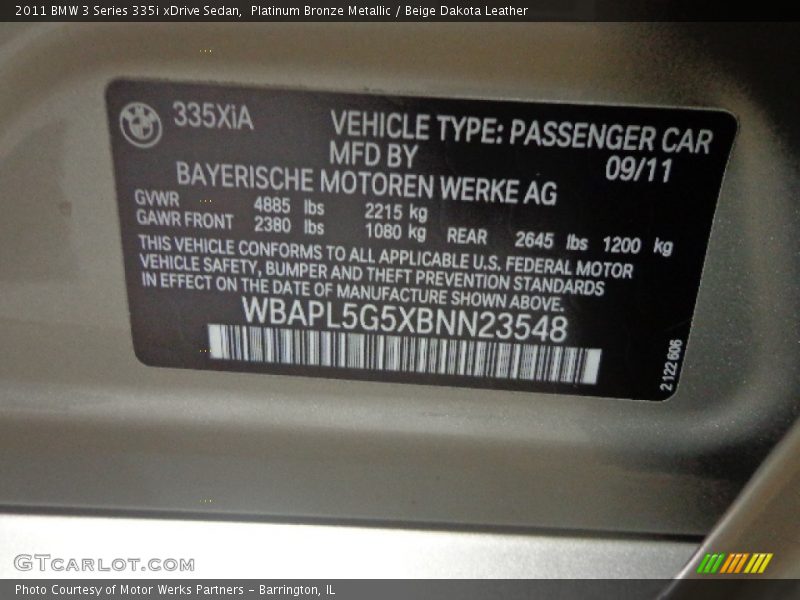 2011 BMW 3 Series 335i xDrive Sedan, Platinum Bronze Metallic / Beige Dakota Leather
335XiA
VEHICLE TYPE: PASSENGER CAR
MFD BY 09/11
BAYERISCHE MOTOREN WERKE AG
GVWR 4885 lbs 2215 kg
GAWR FRONT 2380 lbs 1080 kg REAR 2645 lbs 1200 kg
THIS VEHICLE CONFORMS TO ALL APPLICABLE U.S. FEDERAL MOTOR
VEHICLE SAFETY, BUMPER AND THEFT PREVENTION STANDARDS
IN EFFECT ON THE DATE OF MANUFACTURE SHOWN ABOVE.
WBAPL5G5XBNN23548
2 122 606
GTCARLOT.COM
Photo Courtesy of Motor Werks Partners - Barrington, IL